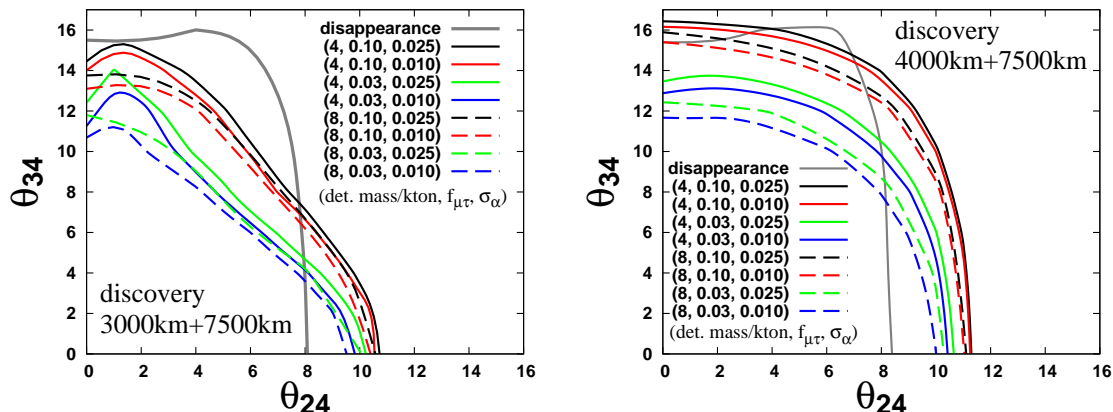 disappearance
(4, 0.10, 0.025)
(4, 0.10, 0.010)
(4, 0.03, 0.025)
(4, 0.03, 0.010)
(8, 0.10, 0.025)
(8, 0.10, 0.010)
(8, 0.03, 0.025)
(8, 0.03, 0.010)
(det. mass/kton, fμτ, σα)
discovery
3000km+7500km
16
14
12
10
8
6
4
2
0
0 2 4 6 8 10 12 14 16
θ34
θ24
discovery
4000km+7500km
disappearance
(4, 0.10, 0.025)
(4, 0.10, 0.010)
(4, 0.03, 0.025)
(4, 0.03, 0.010)
(8, 0.10, 0.025)
(8, 0.10, 0.010)
(8, 0.03, 0.025)
(8, 0.03, 0.010)
(det. mass/kton, fμτ, σα)
16
14
12
10
8
6
4
2
0
0 2 4 6 8 10 12 14 16
θ34
θ24